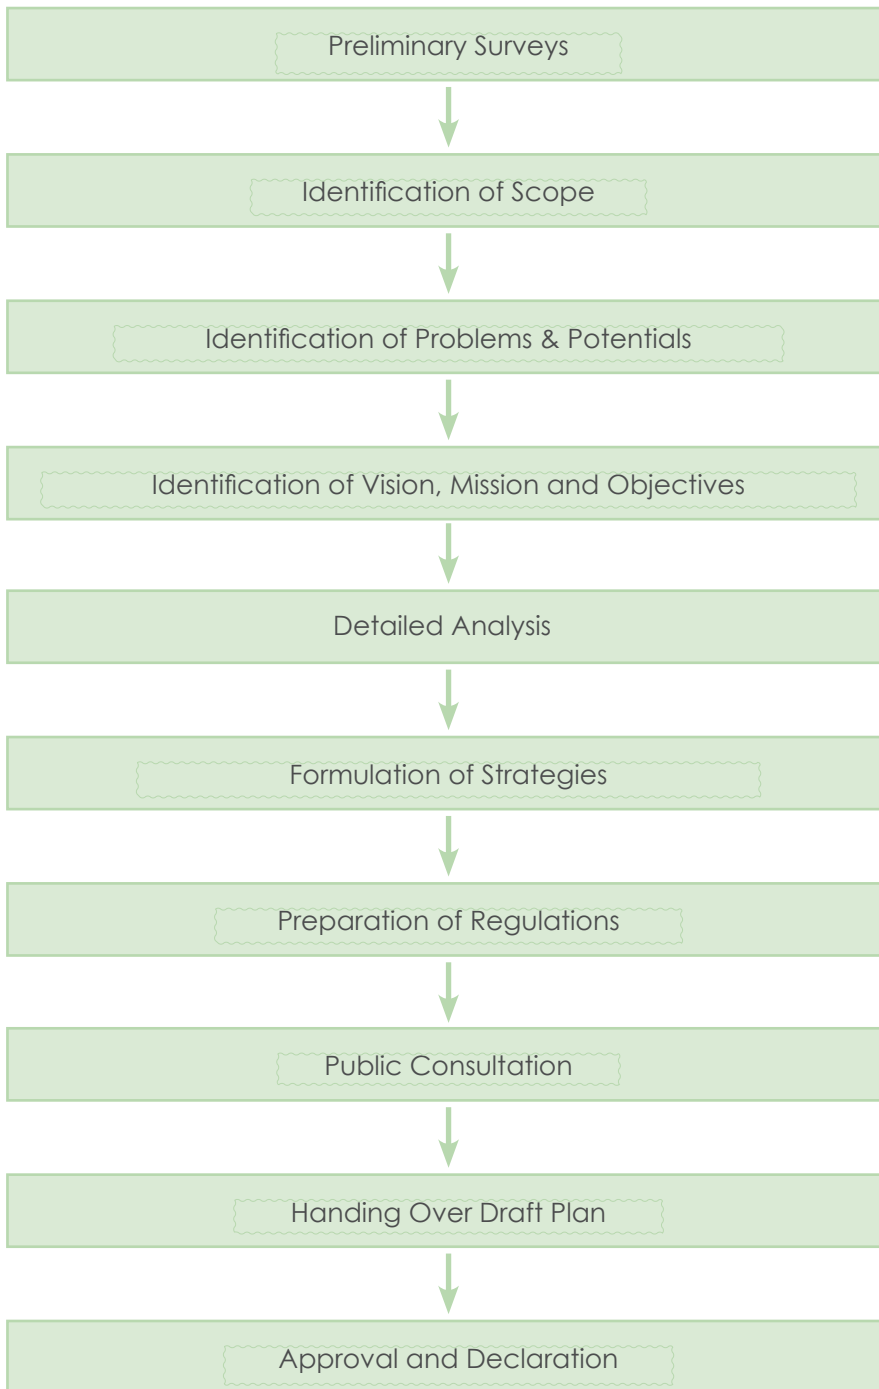 Preliminary Surveys
Identification of Scope
Identification of Problems & Potentials
Identification of Vision, Mission and Objectives
Detailed Analysis
Formulation of Strategies
Preparation of Regulations
Public Consultation
Handing Over Draft Plan
Approval and Declaration